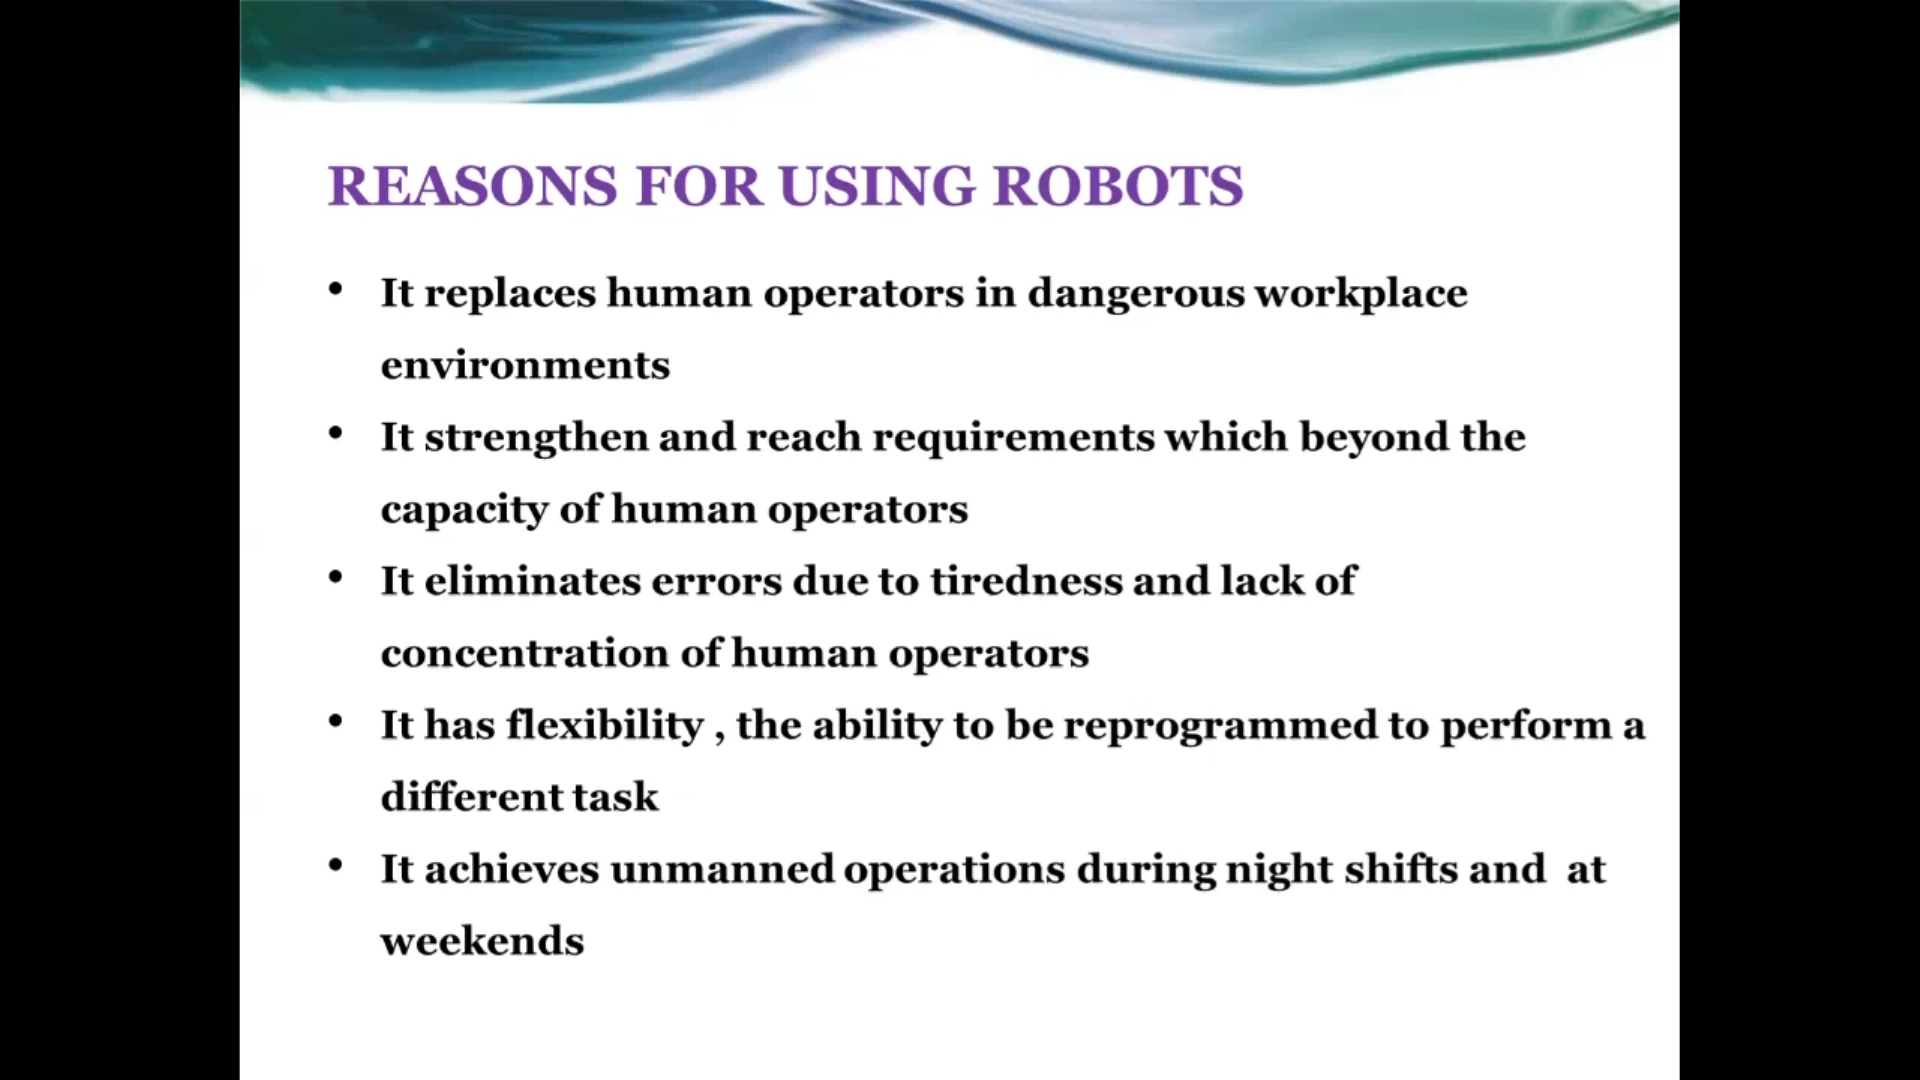 REASONS FOR USING ROBOTS
• It replaces human operators in dangerous workplace
environments
• It strengthen and reach requirements which beyond the
capacity of human operators
• It eliminates errors due to tiredness and lack of
concentration of human operators
• It has flexibility , the ability to be reprogrammed to perform a
different task
• It achieves unmanned operations during night shifts and  at
weekends